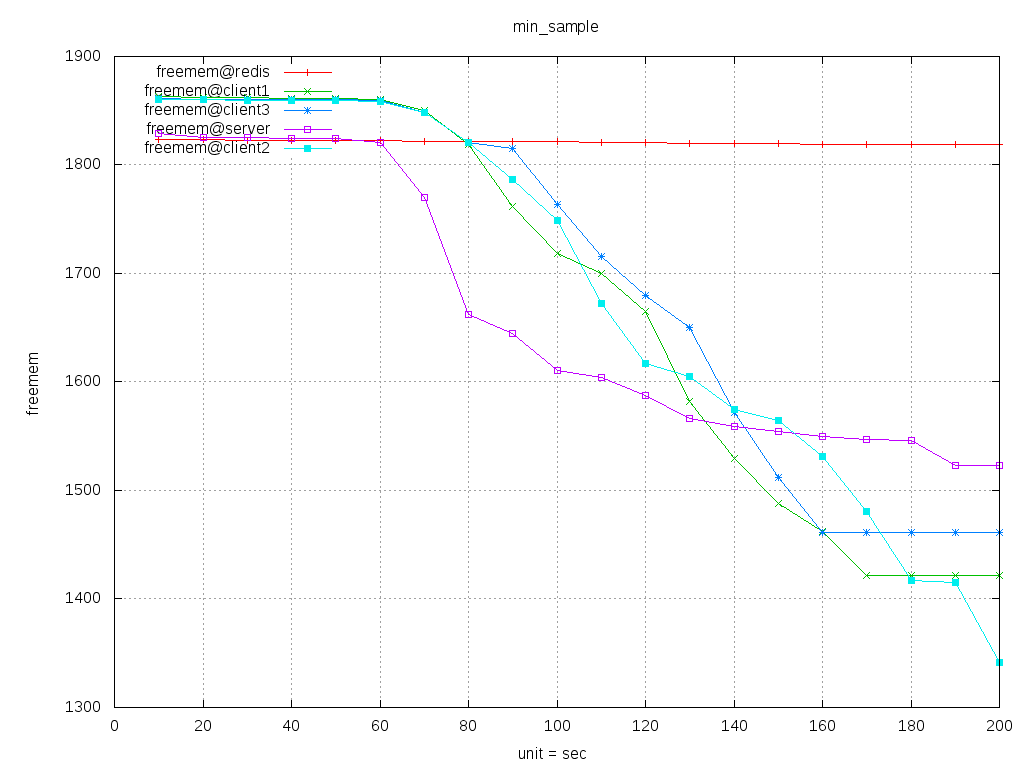 min_sample
freemem@redis
freemem@client1
freemem@client3
freemem@server
freemem@client2
1900
1800
1700
1600
1500
1400
1300
freemem
0 20 40 60 80 100 120 140 160 180 200
unit = sec